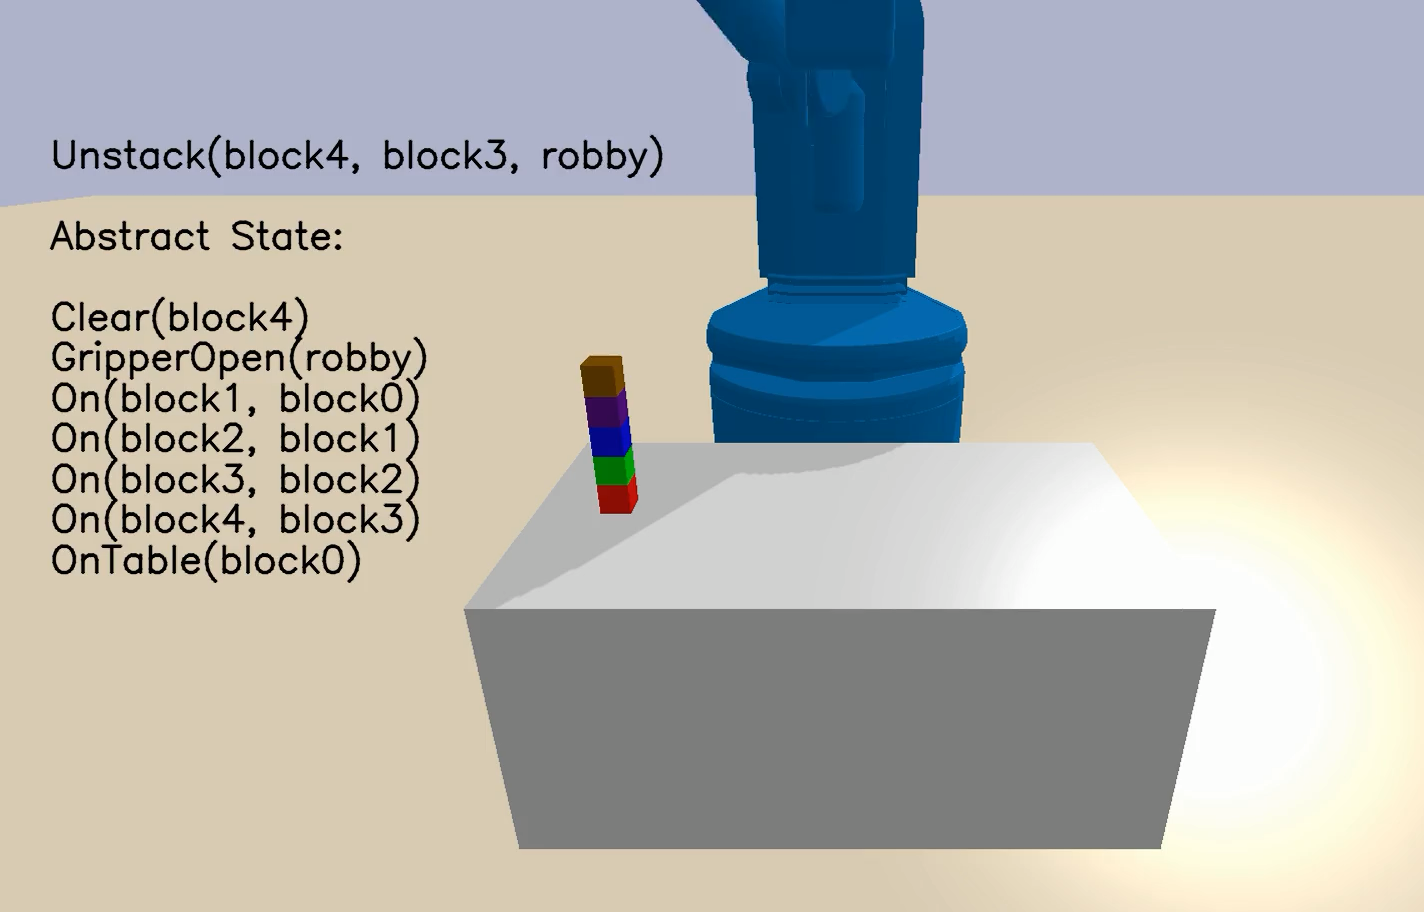 Unstack(block4, block3, robby)
Abstract State:
Clear(block4)
GripperOpen(robby)
On(block1, block0)
On(block2, block1)
On(block3, block2)
On(block4, block3)
OnTable(block0)